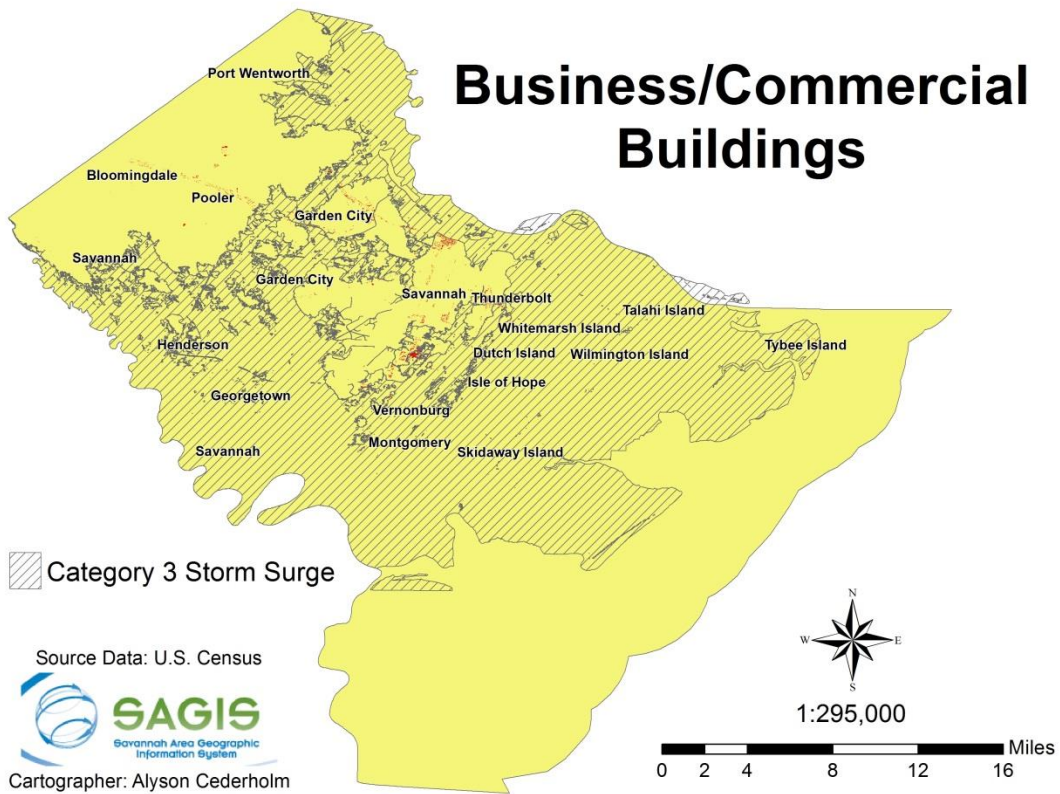 Business/Commercial
Buildings
Port Wentworth
Bloomingdale
Pooler
Garden City
Savannah
Garden City
Savannah
Thunderbolt
Talahi Island
Whitemarsh Island
Henderson
Dutch Island
Wilmington Island
Tybee Island
Isle of Hope
Georgetown
Vernonburg
Montgomery
Savannah
Skidaway Island
Category 3 Storm Surge
N
W
E
S
Source Data: U.S. Census
SAGIS
Savannah Area Geographic
Information System
Cartographer: Alyson Cederholm
1:295,000
Miles
0 2 4 8 12 16